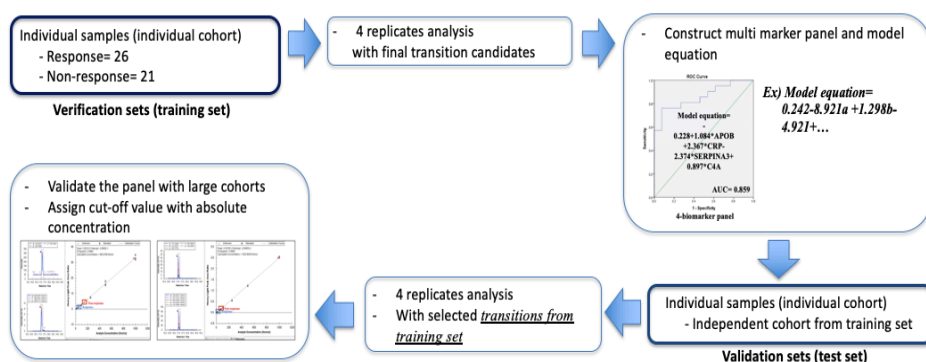 Individual samples (individual cohort)
- Response= 26
- Non-response= 21
Verification sets (training set)
- 4 replicates analysis
with final transition candidates
- Construct multi marker panel and model
equation
ROC Curve
Model equation=
-
0.228+1.084*APOB
+2.367*CRP-
2.374*SERPINA3+
0.897*C4A
AUC= 0.859
Sensitivity
1 - Specificity
4-biomarker panel
Ex) Model equation=
0.242-8.921a +1.298b-
4.921+…
Individual samples (individual cohort)
- Independent cohort from training set
Validation sets (test set)
- 4 replicates analysis
- With selected transitions from
training set
- Validate the panel with large cohorts
- Assign cut-off value with absolute
concentration